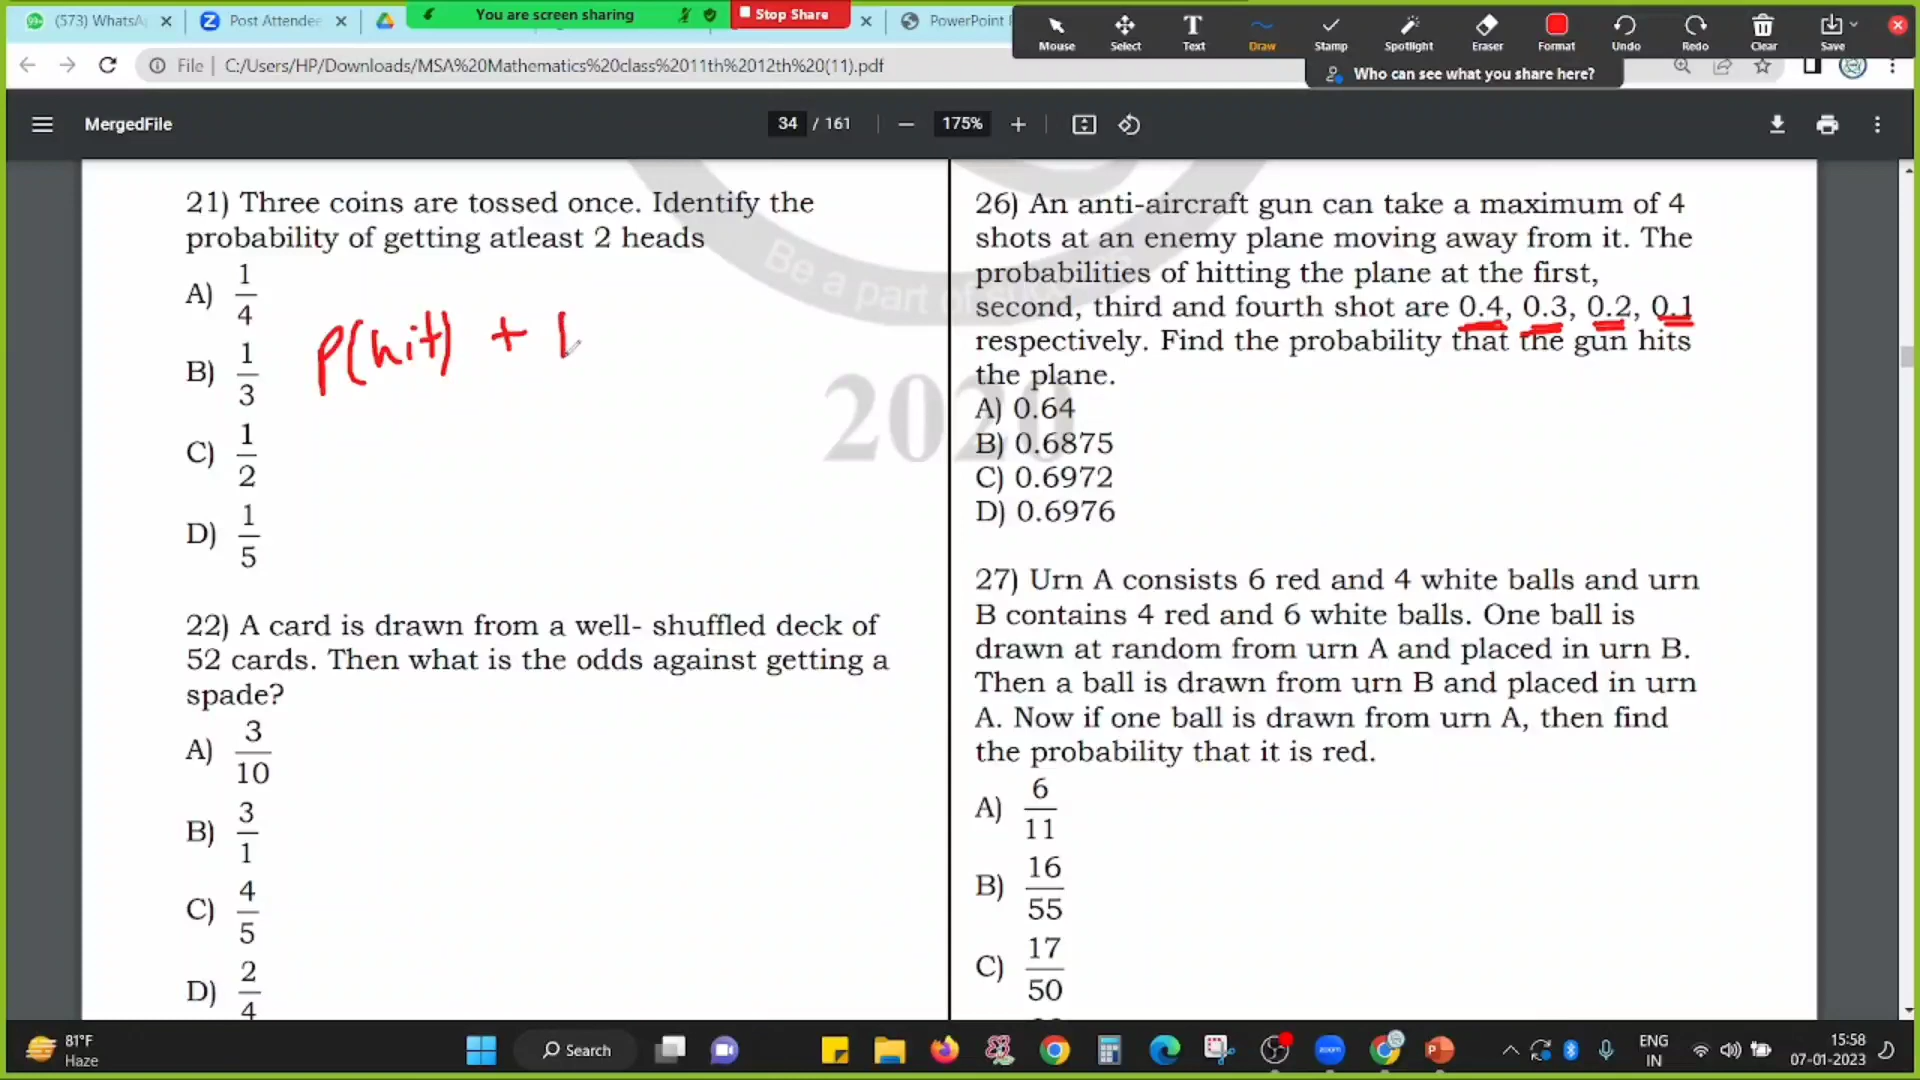 (573) WhatsA
Post Attendee
You are screen sharing
Stop Share
PowerPoint
Mouse
Select
Text
Draw
Stamp
Spotlight
Eraser
Format
Undo
Redo
Clear
Save
File
C:/Users/HP/Downloads/MSA%20Mathematics%20class%2011th%2012th%20(11).pdf
Who can see what you share here?
MergedFile
34 / 161
175%
21) Three coins are tossed once. Identify the
probability of getting atleast 2 heads
A) 1/4
B) 1/3
C) 1/2
D) 1/5
P(hit) +
22) A card is drawn from a well- shuffled deck of
52 cards. Then what is the odds against getting a
spade?
A) 3/10
B) 3/1
C) 4/5
D) 2/4
Be a part of
2020
26) An anti-aircraft gun can take a maximum of 4
shots at an enemy plane moving away from it. The
probabilities of hitting the plane at the first,
second, third and fourth shot are 0.4, 0.3, 0.2, 0.1
respectively. Find the probability that the gun hits
the plane.
A) 0.64
B) 0.6875
C) 0.6972
D) 0.6976
27) Urn A consists 6 red and 4 white balls and urn
B contains 4 red and 6 white balls. One ball is
drawn at random from urn A and placed in urn B.
Then a ball is drawn from urn B and placed in urn
A. Now if one ball is drawn from urn A, then find
the probability that it is red.
A) 6/11
B) 16/55
C) 17/50
81°F
Haze
Search
zoom
ENG
IN
15:58
07-01-2023